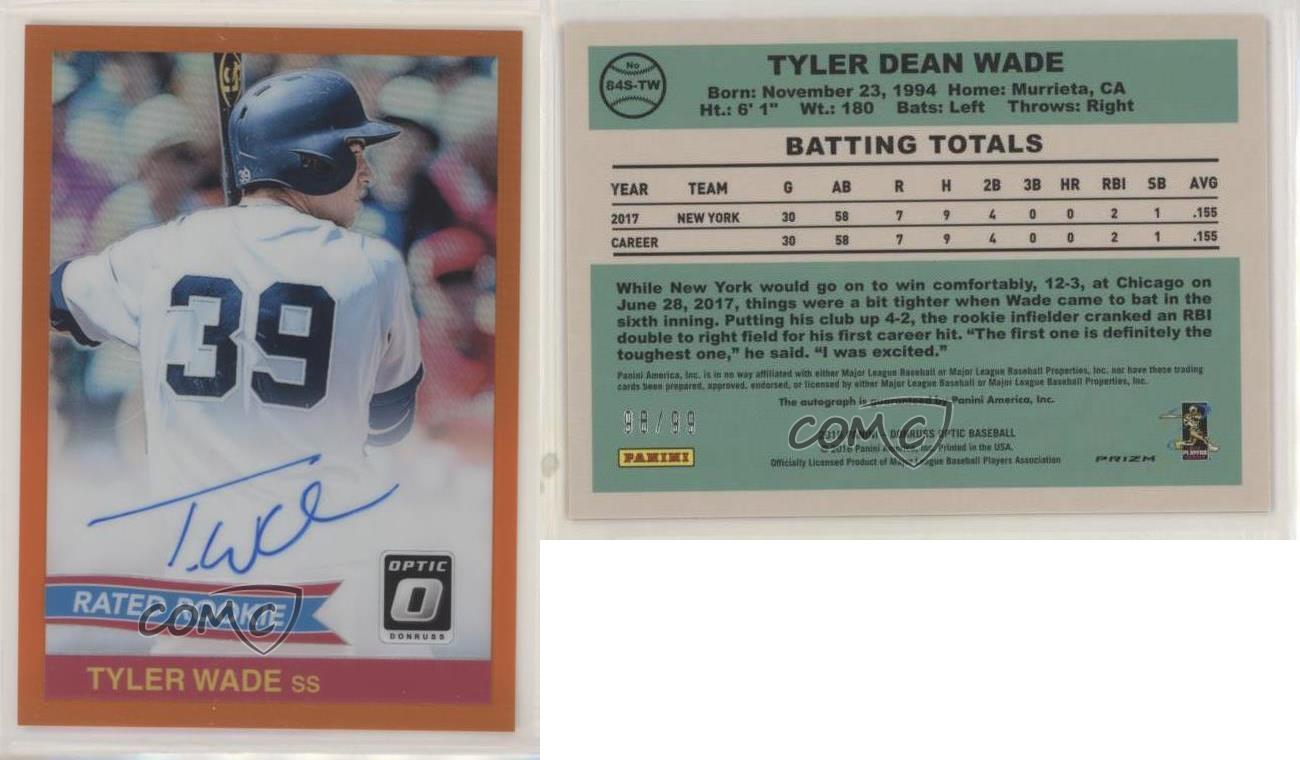 39
T. Wade
OPTIC
O
DONRUSS
RATED ROOKIE
COMC
TYLER WADE SS
No
84S-TW
TYLER DEAN WADE
Born: November 23, 1994 Home: Murrieta, CA
Ht.: 6' 1" Wt.: 180 Bats: Left Throws: Right
BATTING TOTALS
YEAR TEAM G AB R H 2B 3B HR RBI SB AVG
2017 NEW YORK 30 58 7 9 4 0 0 2 1 .155
CAREER 30 58 7 9 4 0 0 2 1 .155
While New York would go on to win comfortably, 12-3, at Chicago on
June 28, 2017, things were a bit tighter when Wade came to bat in the
sixth inning. Putting his club up 4-2, the rookie infielder cranked an RBI
double to right field for his first career hit. “The first one is definitely the
toughest one,” he said. “I was excited.”
Panini America, Inc. is in no way affiliated with either Major League Baseball or Major League Baseball Properties, Inc. nor have these trading
cards been prepared, approved, endorsed, or licensed by either Major League Baseball or Major League Baseball Properties, Inc.
The autograph is guaranteed by Panini America, Inc.
98/99
COMC
PANINI - DONRUSS OPTIC BASEBALL
Panini America, Inc. Printed in the USA.
Officially Licensed Product of Major League Baseball Players Association
PANINI
PRIZM
PLAYERS